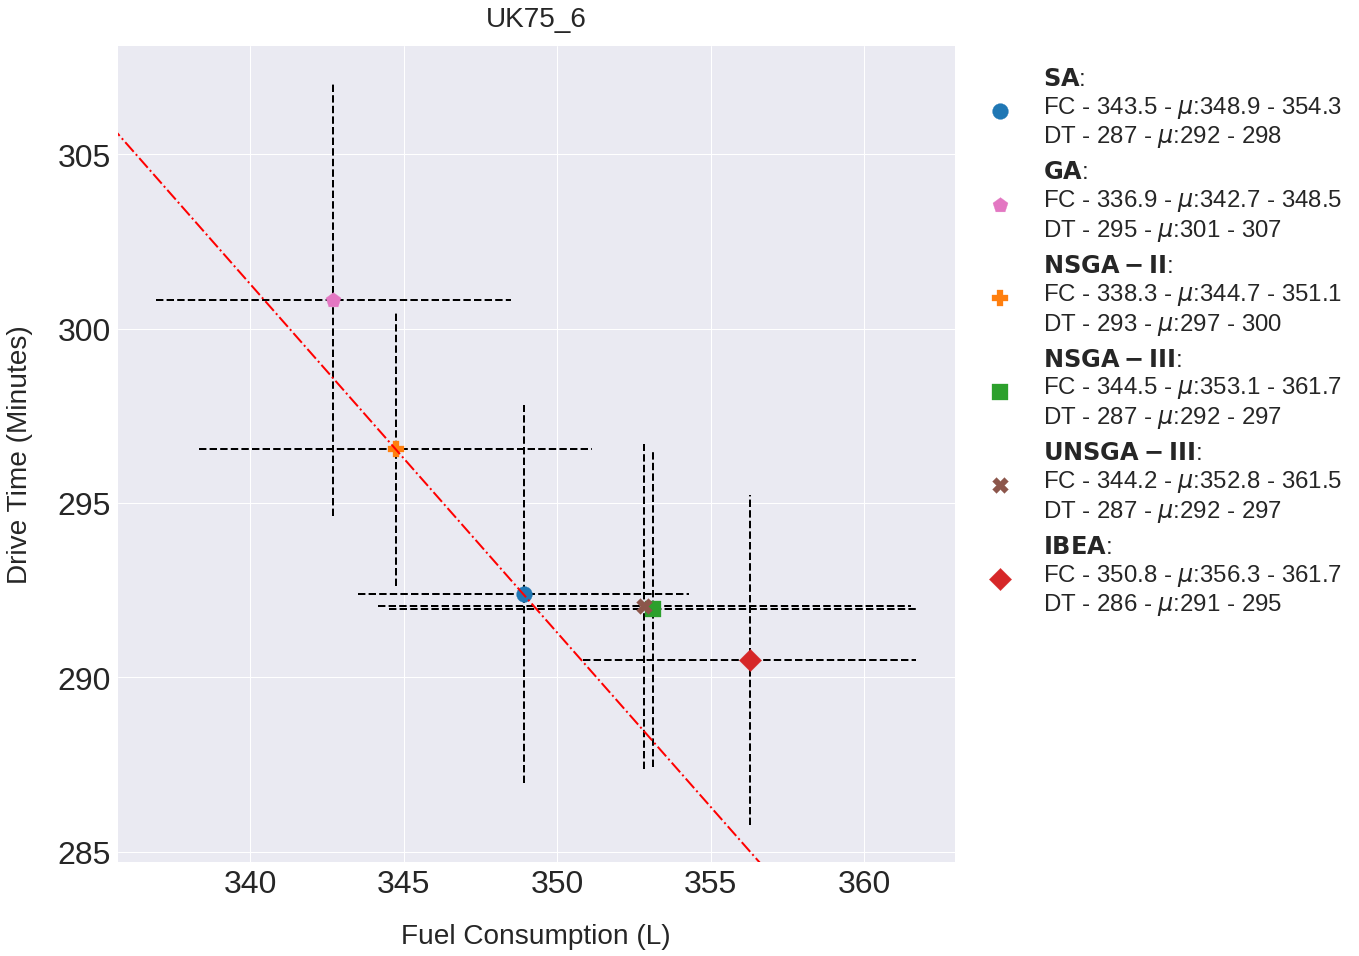 UK75_6
Drive Time (Minutes)
305
300
295
290
285
340 345 350 355 360
Fuel Consumption (L)
SA:
FC - 343.5 - μ:348.9 - 354.3
DT - 287 - μ:292 - 298
GA:
FC - 336.9 - μ:342.7 - 348.5
DT - 295 - μ:301 - 307
NSGA − II:
FC - 338.3 - μ:344.7 - 351.1
DT - 293 - μ:297 - 300
NSGA − III:
FC - 344.5 - μ:353.1 - 361.7
DT - 287 - μ:292 - 297
UNSGA − III:
FC - 344.2 - μ:352.8 - 361.5
DT - 287 - μ:292 - 297
IBEA:
FC - 350.8 - μ:356.3 - 361.7
DT - 286 - μ:291 - 295